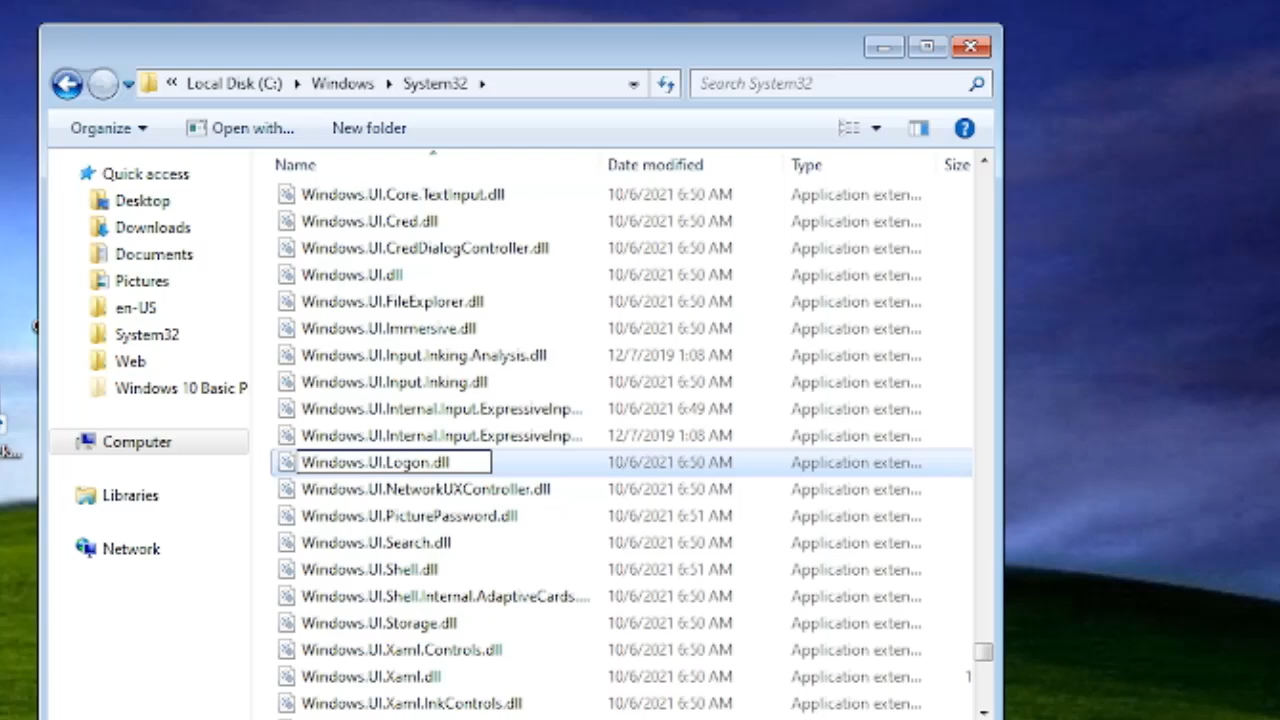 « Local Disk (C:) Windows System32
Search System32
Organize Open with... New folder
Name Date modified Type Size
Quick access
Desktop
Downloads
Documents
Pictures
en-US
System32
Web
Windows 10 Basic P
Computer
Libraries
Network
Windows.UI.Core.TextInput.dll 10/6/2021 6:50 AM Application exten...
Windows.UI.Cred.dll 10/6/2021 6:50 AM Application exten...
Windows.UI.CredDialogController.dll 10/6/2021 6:50 AM Application exten...
Windows.UI.dll 10/6/2021 6:50 AM Application exten...
Windows.UI.FileExplorer.dll 10/6/2021 6:50 AM Application exten...
Windows.UI.Immersive.dll 10/6/2021 6:50 AM Application exten...
Windows.UI.Input.Inking.Analysis.dll 12/7/2019 1:08 AM Application exten...
Windows.UI.Input.Inking.dll 10/6/2021 6:50 AM Application exten...
Windows.UI.Internal.Input.ExpressiveInp... 10/6/2021 6:49 AM Application exten...
Windows.UI.Internal.Input.ExpressiveInp... 12/7/2019 1:08 AM Application exten...
Windows.UI.Logon.dll 10/6/2021 6:50 AM Application exten...
Windows.UI.NetworkUXController.dll 10/6/2021 6:50 AM Application exten...
Windows.UI.PicturePassword.dll 10/6/2021 6:51 AM Application exten...
Windows.UI.Search.dll 10/6/2021 6:50 AM Application exten...
Windows.UI.Shell.dll 10/6/2021 6:51 AM Application exten...
Windows.UI.Shell.Internal.AdaptiveCards.... 10/6/2021 6:50 AM Application exten...
Windows.UI.Storage.dll 10/6/2021 6:50 AM Application exten...
Windows.UI.Xaml.Controls.dll 10/6/2021 6:50 AM Application exten...
Windows.UI.Xaml.dll 10/6/2021 6:50 AM Application exten... 1
Windows.UI.Xaml.InkControls.dll 10/6/2021 6:50 AM Application exten...